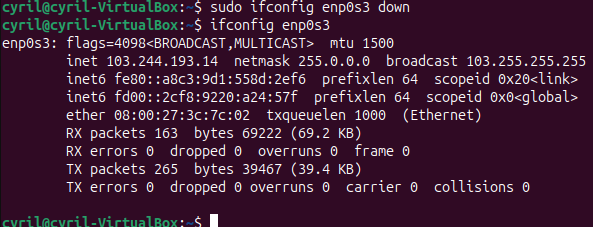 cyril@cyril-VirtualBox:~$ sudo ifconfig enp0s3 down
cyril@cyril-VirtualBox:~$ ifconfig enp0s3
enp0s3: flags=4098<BROADCAST,MULTICAST>  mtu 1500
        inet 103.244.193.14  netmask 255.0.0.0  broadcast 103.255.255.255
        inet6 fe80::a8c3:9d1:558d:2ef6  prefixlen 64  scopeid 0x20<link>
        inet6 fd00::2cf8:9220:a24:57f  prefixlen 64  scopeid 0x0<global>
        ether 08:00:27:3c:7c:02  txqueuelen 1000  (Ethernet)
        RX packets 163  bytes 69222 (69.2 KB)
        RX errors 0  dropped 0  overruns 0  frame 0
        TX packets 265  bytes 39467 (39.4 KB)
        TX errors 0  dropped 0 overruns 0  carrier 0  collisions 0
cyril@cyril-VirtualBox:~$